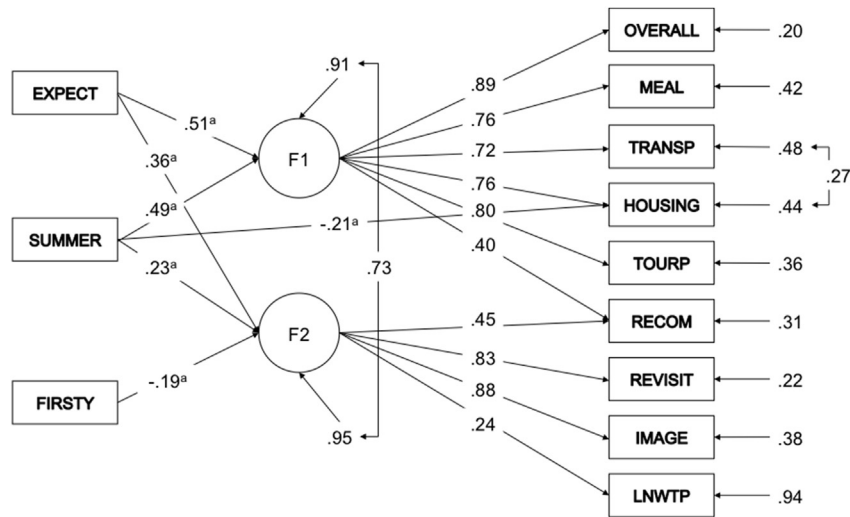 OVERALL
.20
.91
EXPECT
.89
MEAL
.42
.51ᵃ
.76
F1
.72
TRANSP
.48
.36ᵃ
.27
.76
.49ᵃ
.80
HOUSING
.44
-.21ᵃ
SUMMER
.40
.23ᵃ
.73
TOURP
.36
F2
.45
RECOM
.31
-.19ᵃ
.83
REVISIT
.22
FIRSTY
.88
.24
.95
IMAGE
.38
LNWTP
.94